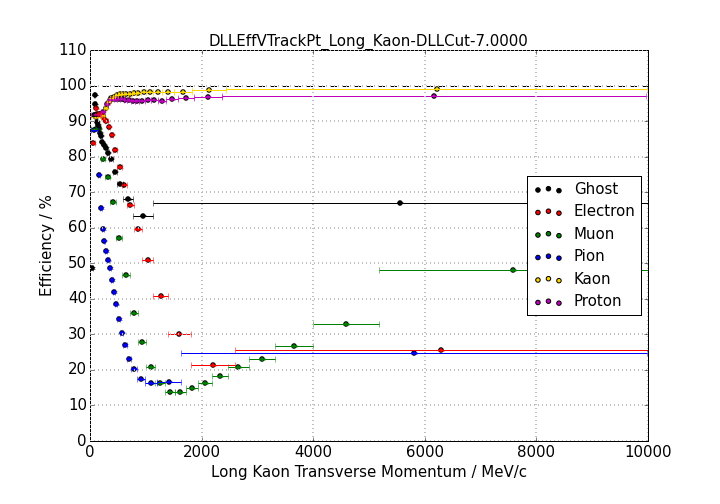 DLLEffVTrackPt_Long_Kaon-DLLCut-7.0000
110
100
90
80
70
60
50
40
30
20
10
0
Efficiency / %
Ghost
Electron
Muon
Pion
Kaon
Proton
0 2000 4000 6000 8000 10000
Long Kaon Transverse Momentum / MeV/c